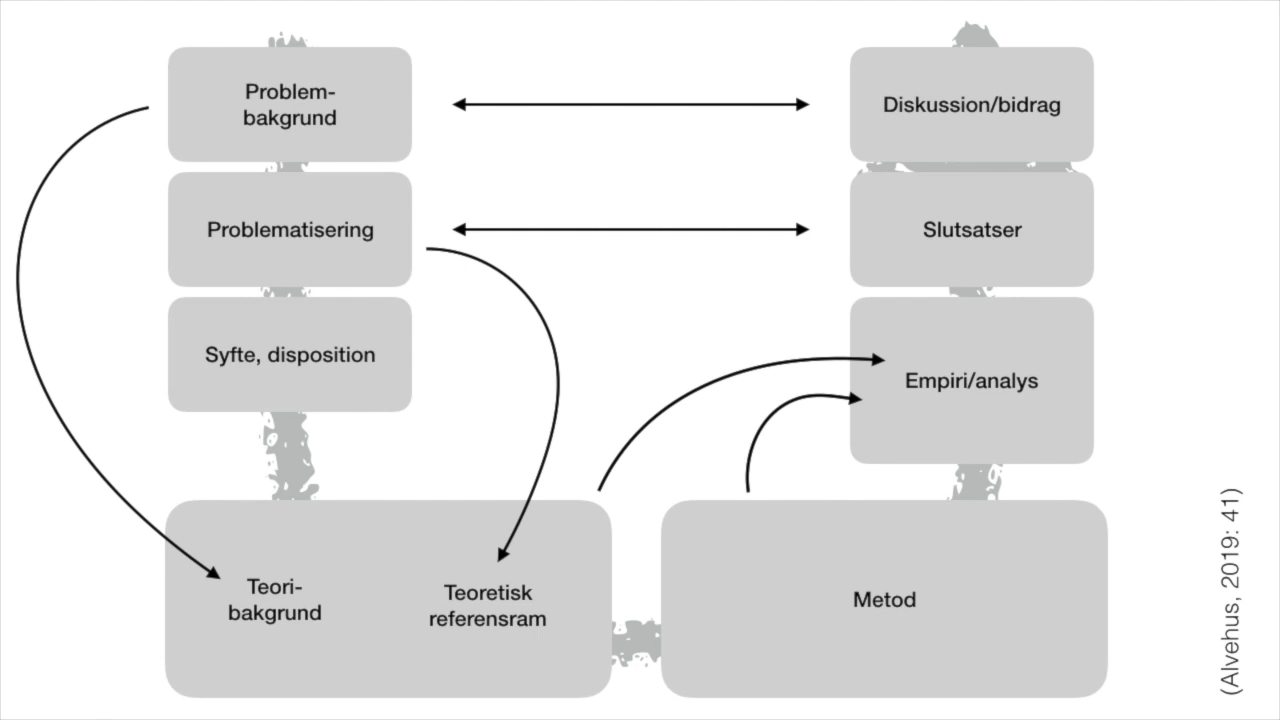 Problem-
bakgrund
Problematisering
Syfte, disposition
Teori-
bakgrund
Teoretisk
referensram
Metod
Empiri/analys
Slutsatser
Diskussion/bidrag
(Alvehus, 2019: 41)